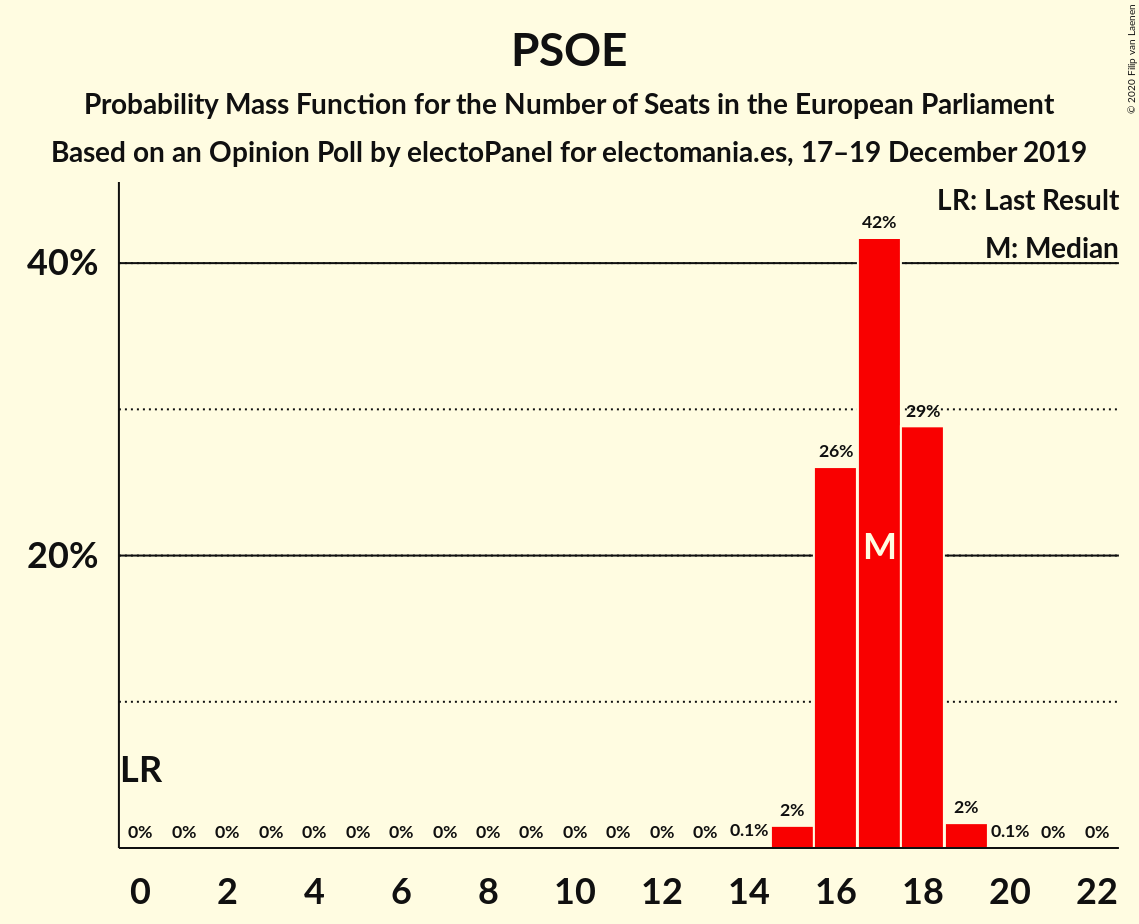 PSOE
Probability Mass Function for the Number of Seats in the European Parliament
Based on an Opinion Poll by electoPanel for electomania.es, 17–19 December 2019
© 2020 Filip van Laenen
LR: Last Result
M: Median
40%
20%
42%
29%
26%
M
LR
0% 0% 0% 0% 0% 0% 0% 0% 0% 0% 0% 0% 0% 0% 0.1% 2% 2% 0.1% 0% 0%
0 2 4 6 8 10 12 14 16 18 20 22